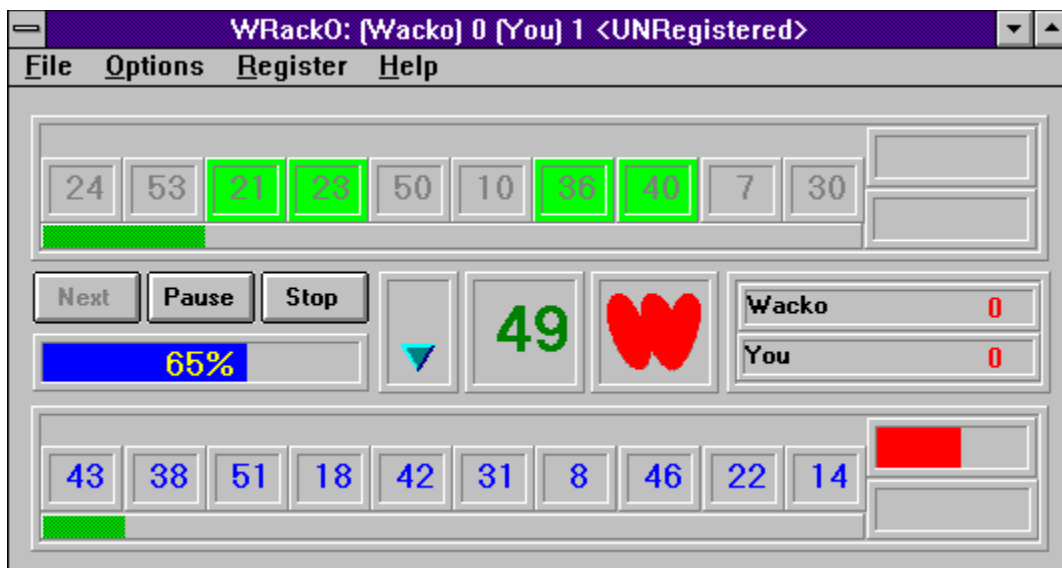 WRackO: (Wacko) 0 (You) 1 <UNRegistered>
File Options Register Help
24 53 21 23 50 10 36 40 7 30
Next Pause Stop
65%
49
W
Wacko 0
You 0
43 38 51 18 42 31 8 46 22 14